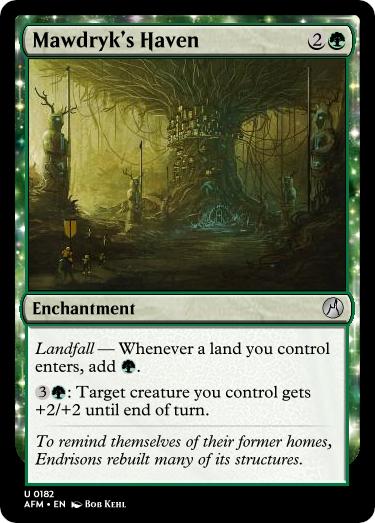 Mawdryk's Haven 2
Enchantment
Landfall — Whenever a land you control
enters, add .
3: Target creature you control gets
+2/+2 until end of turn.
To remind themselves of their former homes,
Endrisons rebuilt many of its structures.
U 0182
AFM • EN Bob Kehl